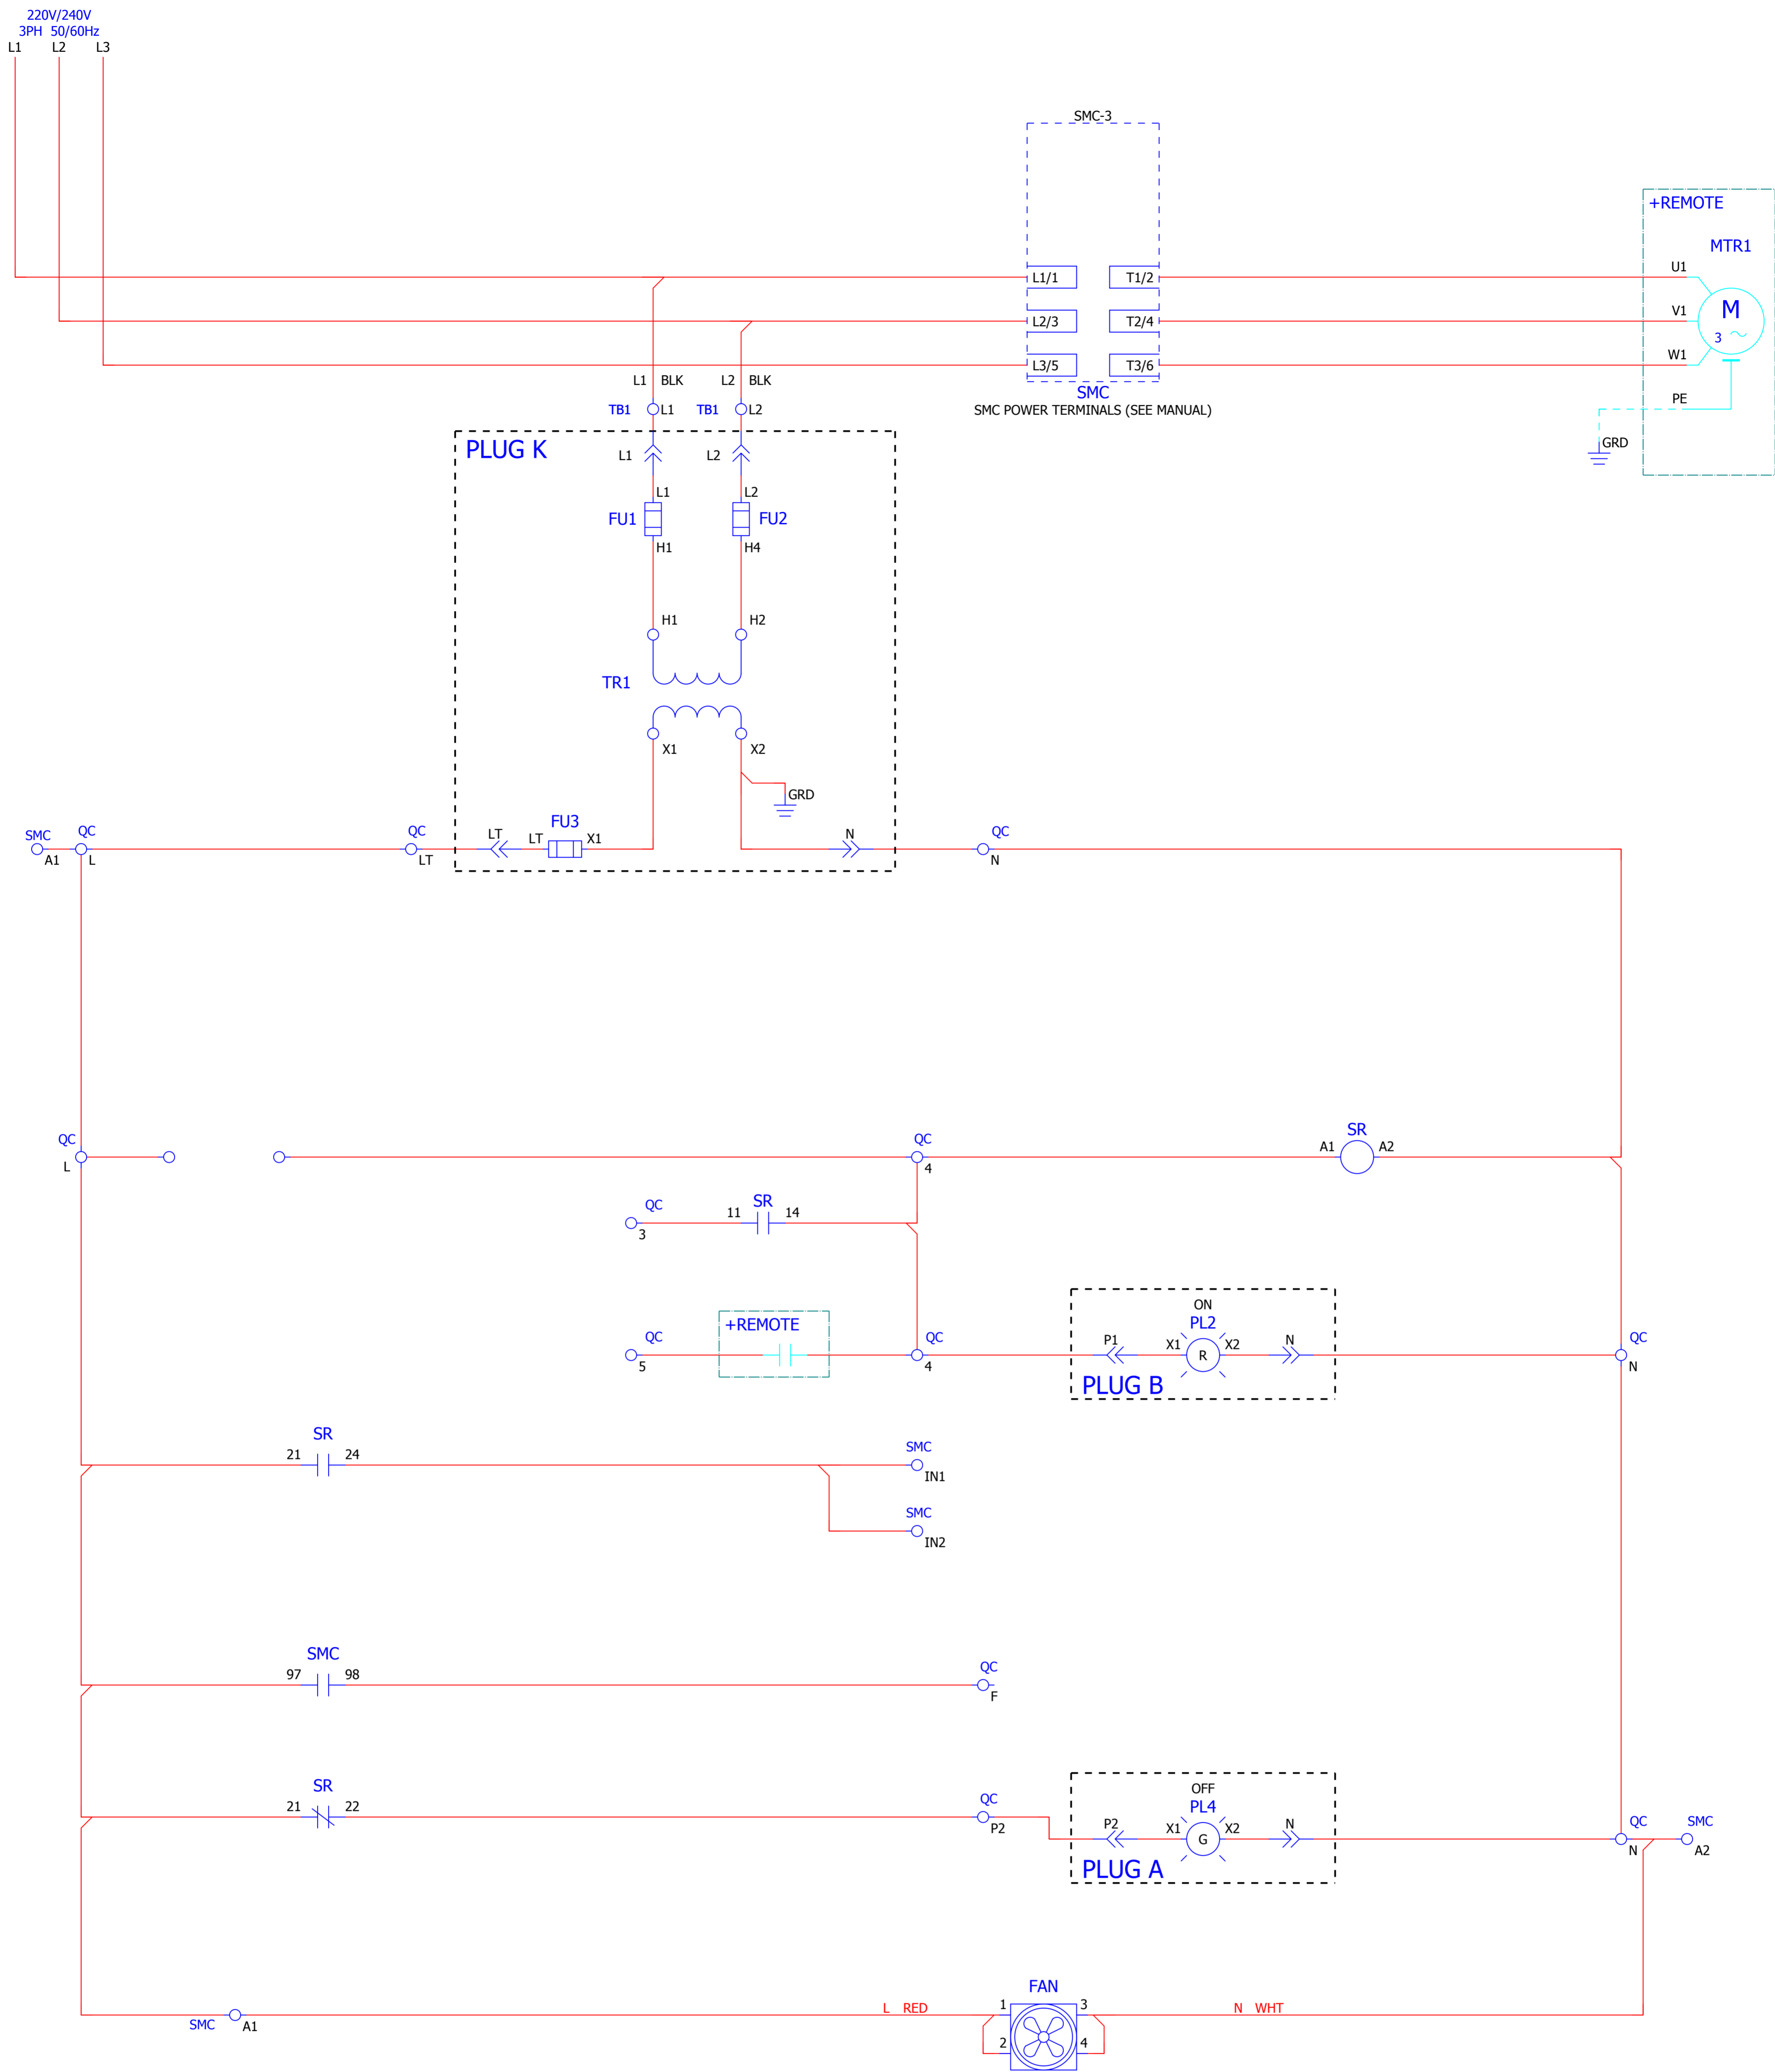 220V/240V
3PH 50/60Hz
L1 L2 L3
SMC-3
+REMOTE
MTR1
L1/1 T1/2 U1
M
3
L2/3 T2/4 V1
L3/5 T3/6 W1
L1 BLK L2 BLK
SMC
TB1 L1 TB1 L2
SMC POWER TERMINALS (SEE MANUAL)
PE
GRD
PLUG K
L1 L2
L1 L2
FU1 FU2
H1 H4
H1 H2
TR1
X1 X2
GRD
FU3
SMC QC QC LT LT X1 N QC
A1 L LT N
QC QC SR
A1 A2
L 4
QC SR
11 14
3
ON
+REMOTE PL2
QC QC P1 X1 R X2 N QC
5 4 N
PLUG B
SR SMC
21 24
IN1
SMC
IN2
SMC QC
97 98
F
SR OFF
21 22 QC PL4
P2 P2 X1 G X2 N QC SMC
N A2
PLUG A
FAN
L RED 1 3 N WHT
SMC A1
2 4